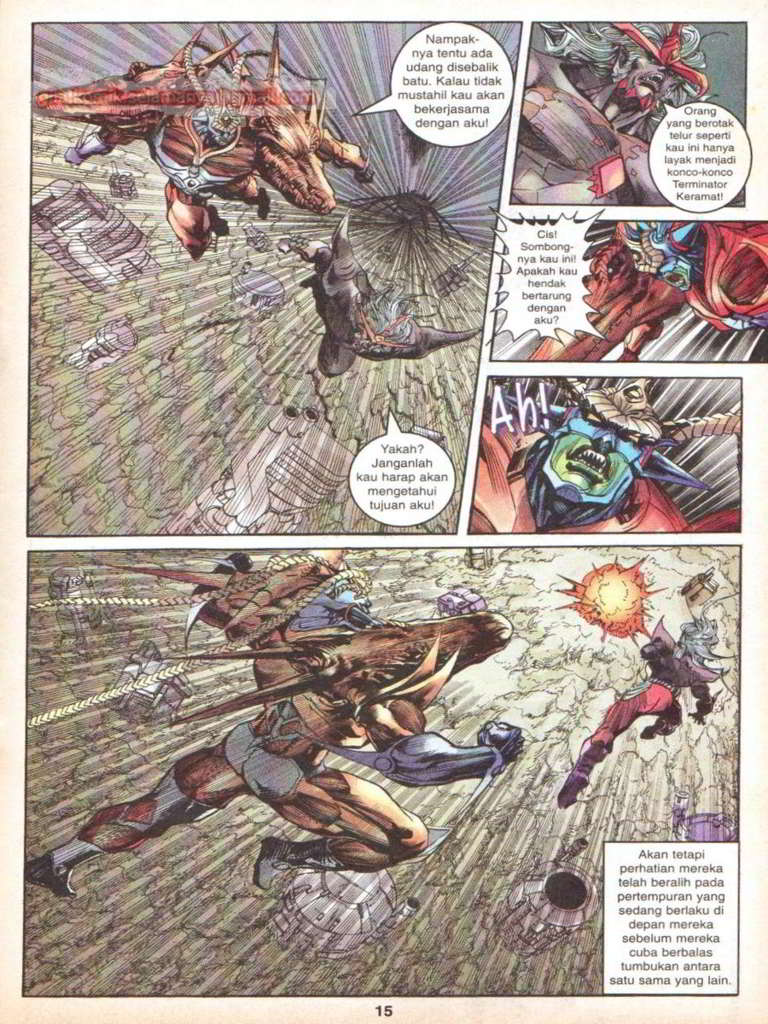 Nampak-
nya tentu ada
udang disebalik
batu. Kalau tidak
mustahil kau akan
bekerjasama
dengan aku!
Orang
yang berotak
telur seperti
kau ini hanya
layak menjadi
konco-konco
Terminator
Keramat!
Cis!
Sombong-
nya kau ini!
Apakah kau
hendak
bertarung
dengan
aku?
Yakah?
Janganlah
kau harap akan
mengetahui
tujuan aku!
Ah!
Akan tetapi
perhatian mereka
telah beralih pada
pertempuran yang
sedang berlaku di
depan mereka
sebelum mereka
cuba berbalas
tumbukan antara
satu sama yang lain.
15